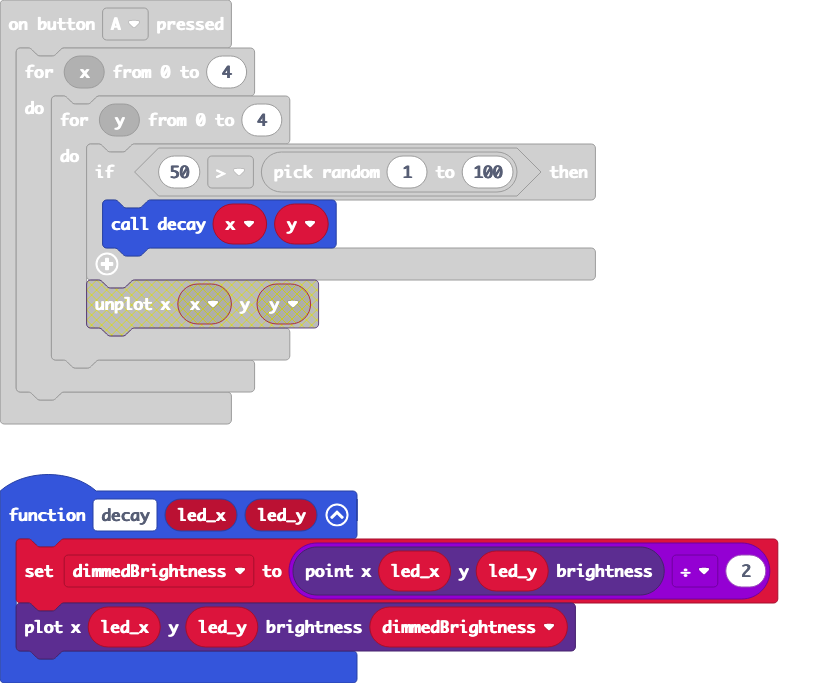 on button A pressed
for x from 0 to 4
do for y from 0 to 4
do if 50 > pick random 1 to 100 then
call decay x y
unplot x x y y
function decay led_x led_y
set dimmedBrightness to point x led_x y led_y brightness ÷ 2
plot x led_x y led_y brightness dimmedBrightness